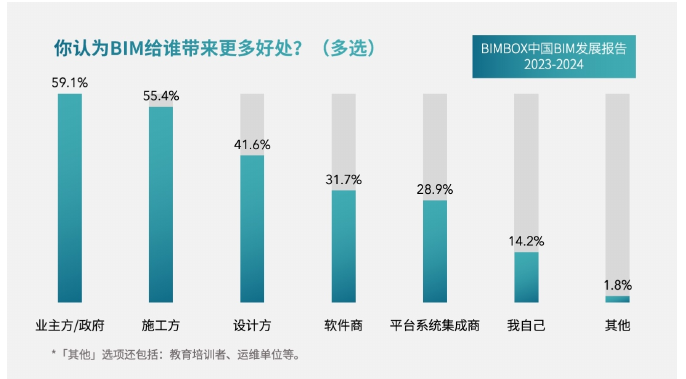 你认为BIM给谁带来更多好处？（多选）
BIMBOX中国BIM发展报告
2023-2024
59.1%
55.4%
41.6%
31.7%
28.9%
14.2%
1.8%
业主方/政府
施工方
设计方
软件商
平台系统集成商
我自己
其他
*「其他」选项还包括：教育培训者、运维单位等。